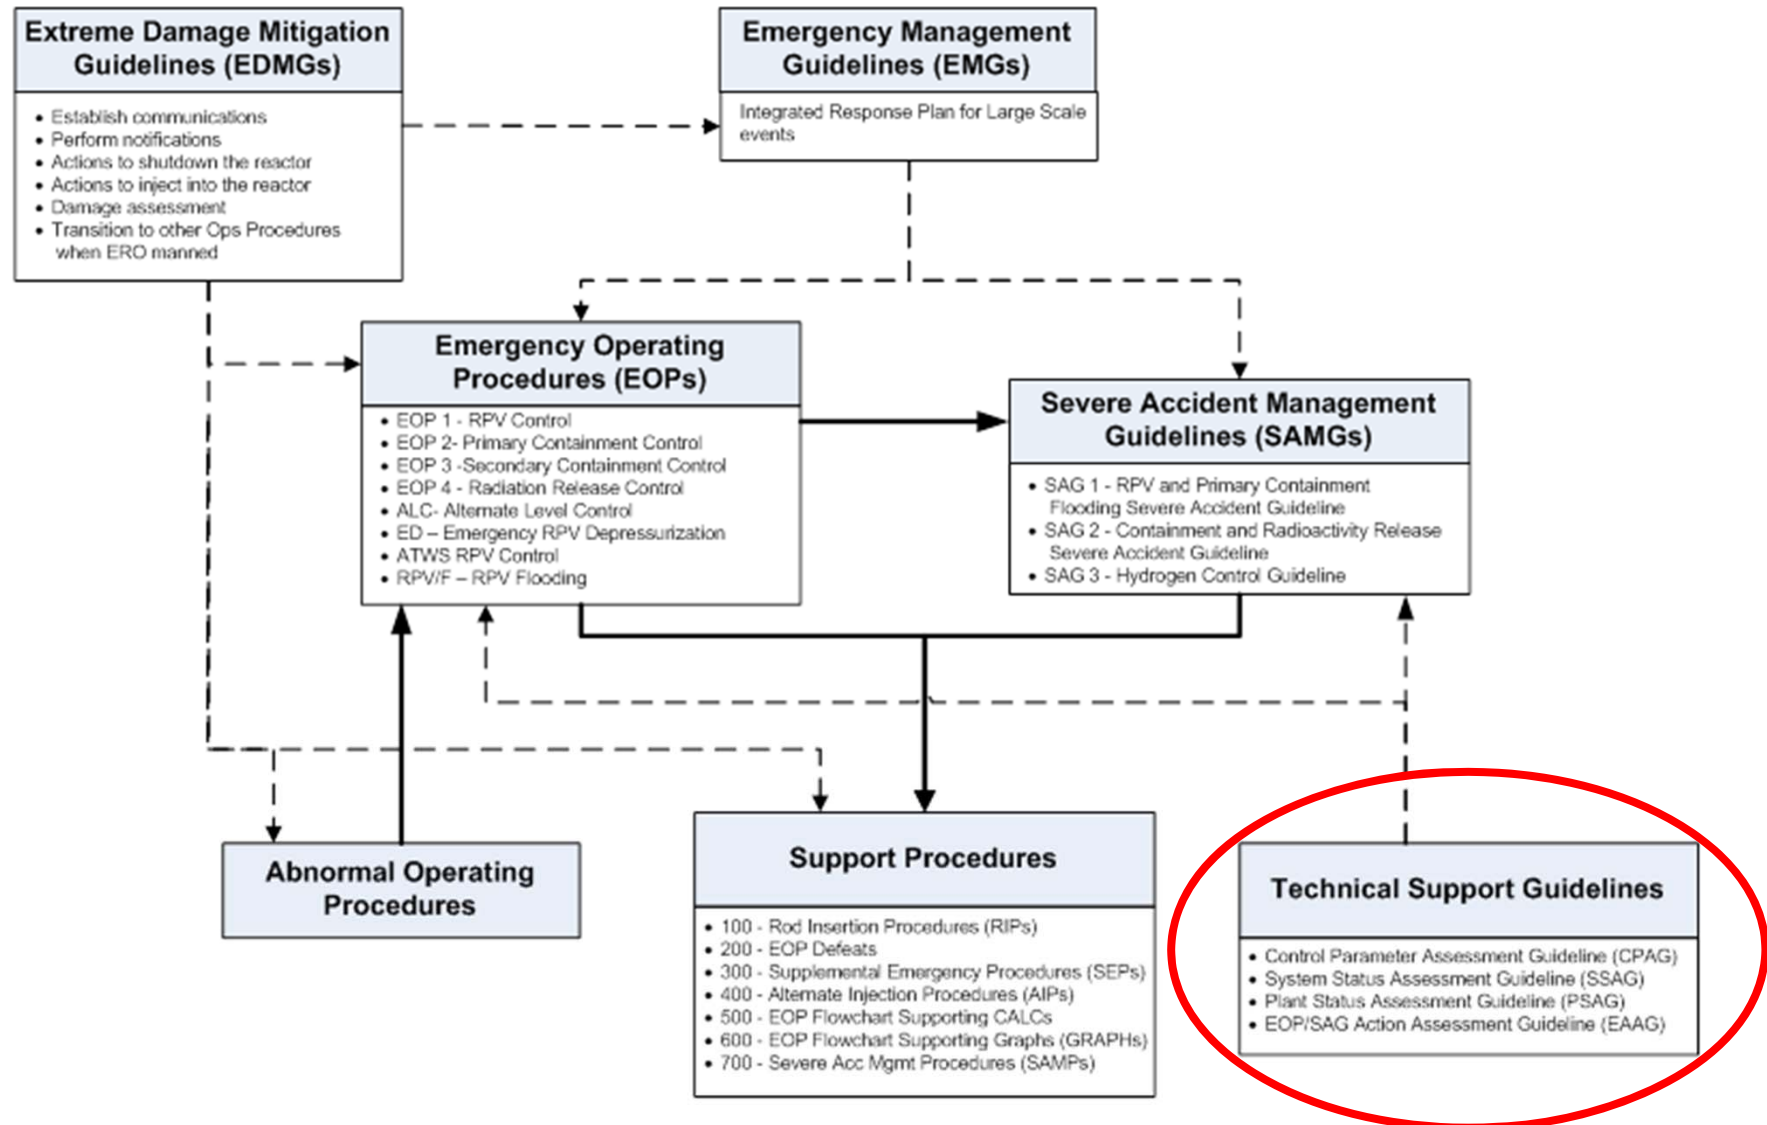 Extreme Damage Mitigation
Guidelines (EDMGs)
• Establish communications
• Perform notifications
• Actions to shutdown the reactor
• Actions to inject into the reactor
• Damage assessment
• Transition to other Ops Procedures
when ERO manned
Emergency Management
Guidelines (EMGs)
Integrated Response Plan for Large Scale
events
Emergency Operating
Procedures (EOPs)
• EOP 1 - RPV Control
• EOP 2- Primary Containment Control
• EOP 3 -Secondary Containment Control
• EOP 4 - Radiation Release Control
• ALC- Alternate Level Control
• ED – Emergency RPV Depressurization
• ATWS RPV Control
• RPV/F – RPV Flooding
Severe Accident Management
Guidelines (SAMGs)
• SAG 1 - RPV and Primary Containment
Flooding Severe Accident Guideline
• SAG 2 - Containment and Radioactivity Release
Severe Accident Guideline
• SAG 3 - Hydrogen Control Guideline
Abnormal Operating
Procedures
Support Procedures
• 100 - Rod Insertion Procedures (RIPs)
• 200 - EOP Defeats
• 300 - Supplemental Emergency Procedures (SEPs)
• 400 - Alternate Injection Procedures (AIPs)
• 500 - EOP Flowchart Supporting CALCs
• 600 - EOP Flowchart Supporting Graphs (GRAPHs)
• 700 - Severe Acc Mgmt Procedures (SAMPs)
Technical Support Guidelines
• Control Parameter Assessment Guideline (CPAG)
• System Status Assessment Guideline (SSAG)
• Plant Status Assessment Guideline (PSAG)
• EOP/SAG Action Assessment Guideline (EAAG)